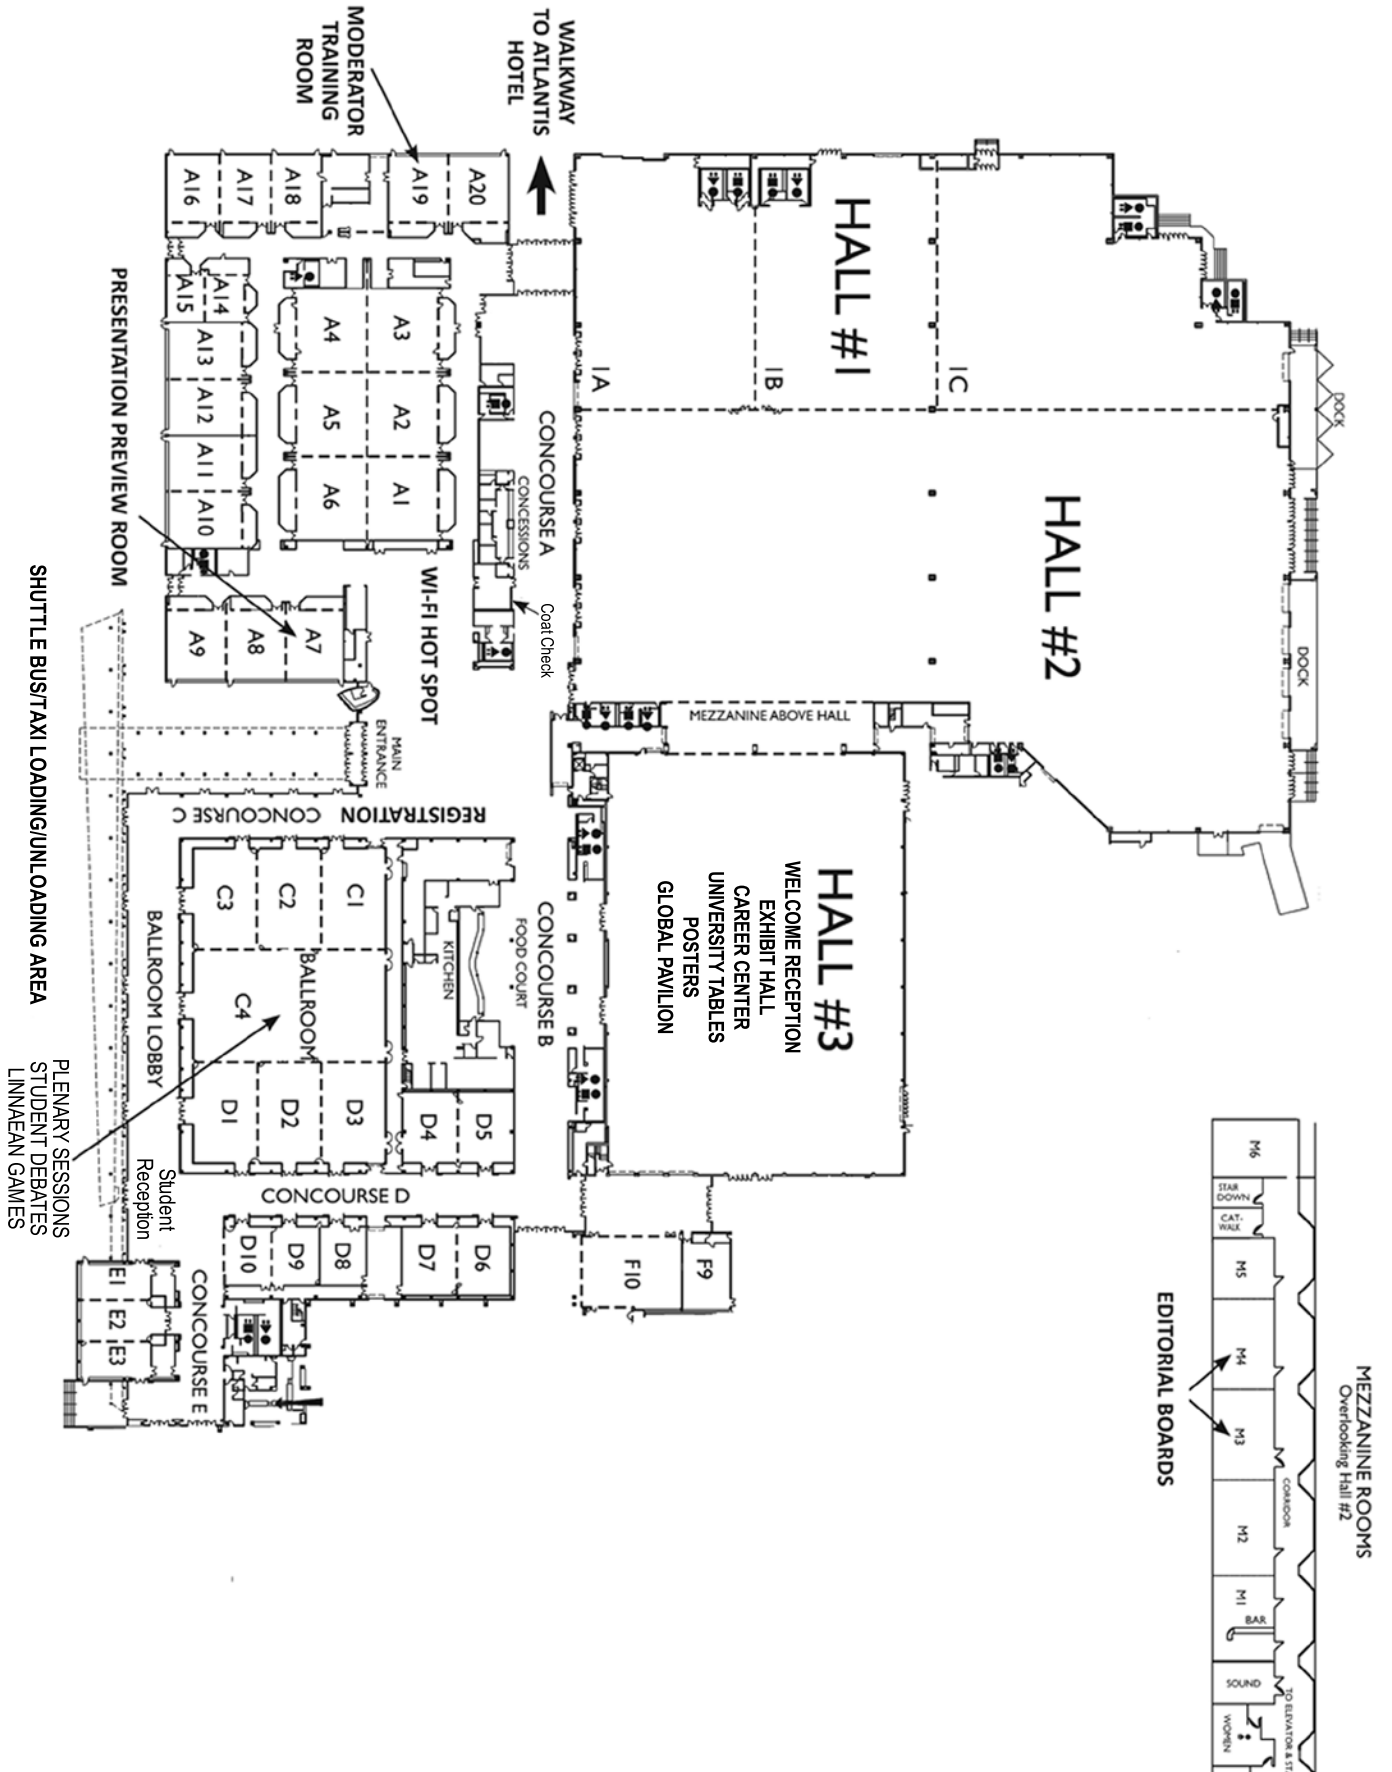 MODERATOR
TRAINING
ROOM
WALKWAY
TO ATLANTIS
HOTEL
A16
A17
A18
A19
A20
A15
A14
A13
A12
A11
A10
A4
A3
A5
A2
A6
A1
A9
A8
A7
PRESENTATION PREVIEW ROOM
WI-FI HOT SPOT
CONCOURSE A
CONCESSIONS
Coat Check
HALL #1
1A
1B
1C
HALL #2
DOCK
DOCK
MEZZANINE ABOVE HALL
MAIN
ENTRANCE
REGISTRATION
CONCOURSE C
SHUTTLE BUS/TAXI LOADING/UNLOADING AREA
C3
C2
C1
BALLROOM
C4
D1
D2
D3
D4
D5
BALLROOM LOBBY
KITCHEN
FOOD COURT
CONCOURSE B
HALL #3
WELCOME RECEPTION
EXHIBIT HALL
CAREER CENTER
UNIVERSITY TABLES
POSTERS
GLOBAL PAVILION
PLENARY SESSIONS
STUDENT DEBATES
LINNAEAN GAMES
Student
Reception
CONCOURSE D
D10
D9
D8
D7
D6
F10
F9
E1
E2
E3
CONCOURSE E
MEZZANINE ROOMS
Overlooking Hall #2
EDITORIAL BOARDS
M6
STAIR
DOWN
CAT-
WALK
M5
M4
M3
CORRIDOR
M2
M1
BAR
SOUND
WOMEN
TO ELEVATOR &